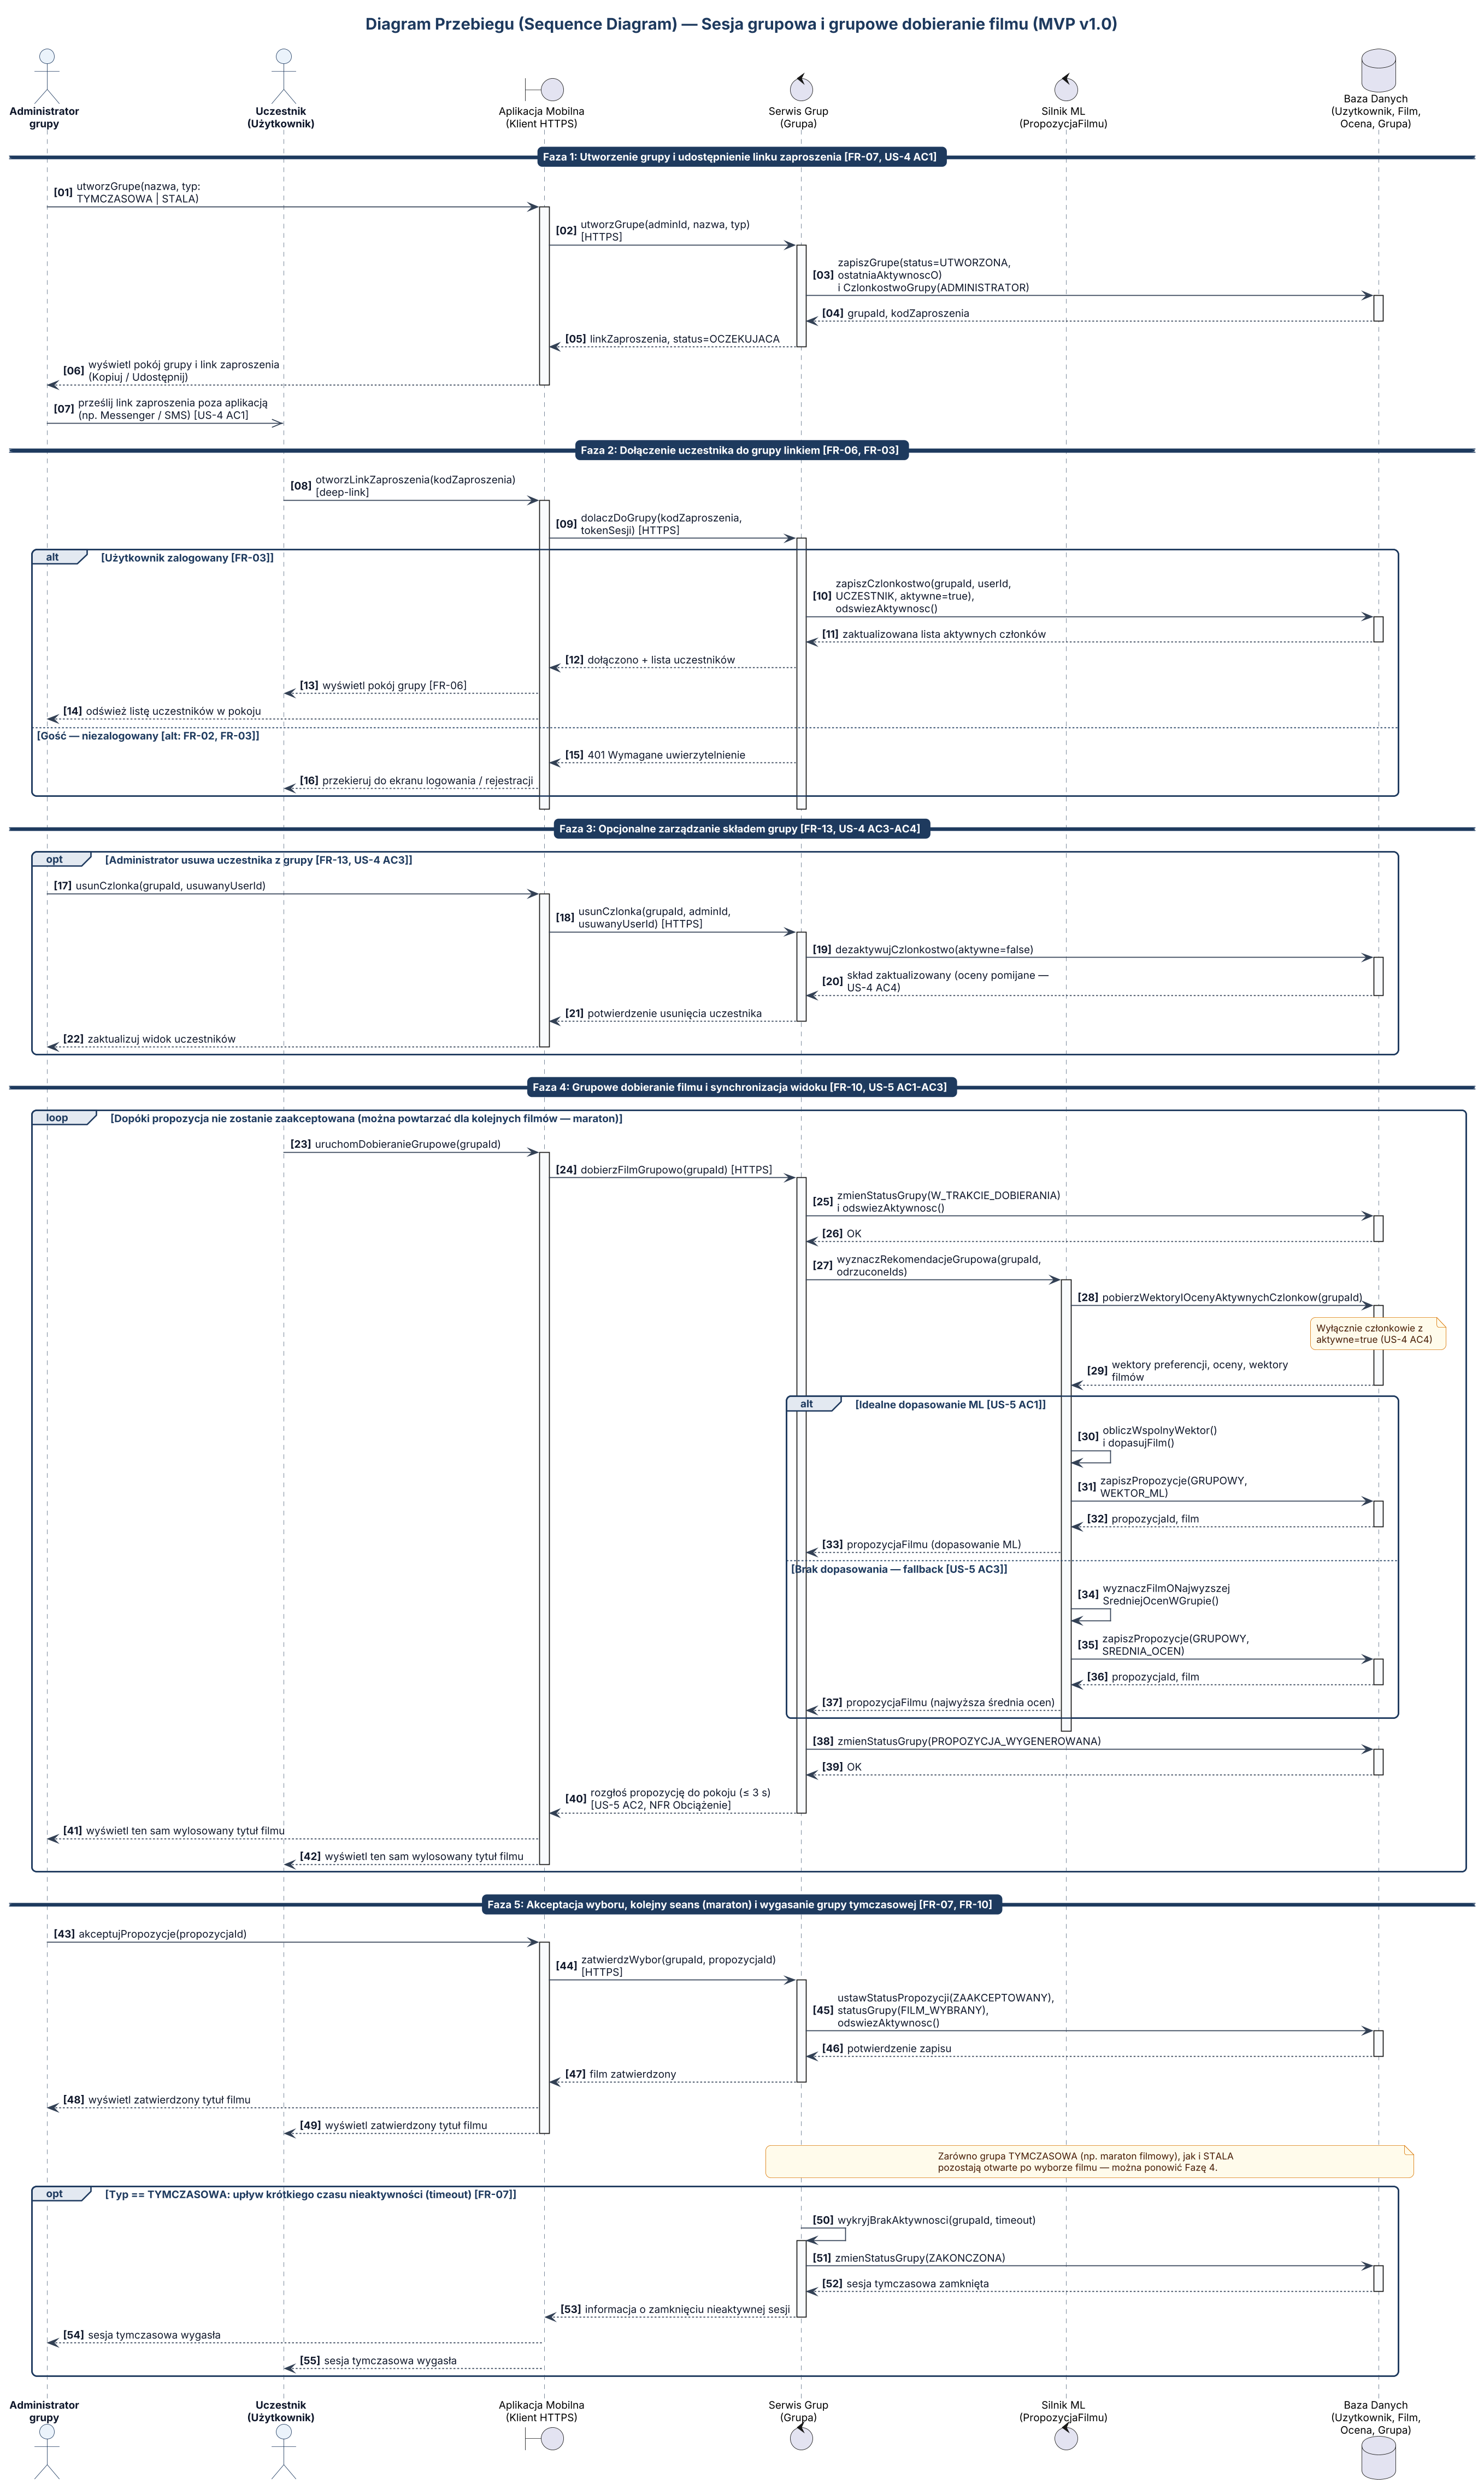 Diagram Przebiegu (Sequence Diagram) — Sesja grupowa i grupowe dobieranie filmu (MVP v1.0)
Administrator
grupy
Uczestnik
(Użytkownik)
Aplikacja Mobilna
(Klient HTTPS)
Serwis Grup
(Grupa)
Silnik ML
(PropozycjaFilmu)
Baza Danych
(Uzytkownik, Film,
Ocena, Grupa)
Faza 1: Utworzenie grupy i udostępnienie linku zaproszenia [FR-07, US-4 AC1]
[01] utworzGrupe(nazwa, typ:
TYMCZASOWA | STALA)
[02] utworzGrupe(adminId, nazwa, typ)
[HTTPS]
[03] zapiszGrupe(status=UTWORZONA,
ostatniaAktywnoscO)
i CzlonkostwoGrupy(ADMINISTRATOR)
[04] grupaId, kodZaproszenia
[05] linkZaproszenia, status=OCZEKUJACA
[06] wyświetl pokój grupy i link zaproszenia
(Kopiuj / Udostępnij)
[07] prześlij link zaproszenia poza aplikacją
(np. Messenger / SMS) [US-4 AC1]
Faza 2: Dołączenie uczestnika do grupy linkiem [FR-06, FR-03]
[08] otworzLinkZaproszenia(kodZaproszenia)
[deep-link]
[09] dolaczDoGrupy(kodZaproszenia,
tokenSesji) [HTTPS]
alt [Użytkownik zalogowany [FR-03]]
[10] zapiszCzlonkostwo(grupaId, userId,
UCZESTNIK, aktywne=true),
odswiezAktywnosc()
[11] zaktualizowana lista aktywnych członków
[12] dołączono + lista uczestników
[13] wyświetl pokój grupy [FR-06]
[14] odśwież listę uczestników w pokoju
[Gość — niezalogowany [alt: FR-02, FR-03]]
[15] 401 Wymagane uwierzytelnienie
[16] przekieruj do ekranu logowania / rejestracji
Faza 3: Opcjonalne zarządzanie składem grupy [FR-13, US-4 AC3-AC4]
opt [Administrator usuwa uczestnika z grupy [FR-13, US-4 AC3]]
[17] usunCzlonka(grupaId, usuwanyUserId)
[18] usunCzlonka(grupaId, adminId,
usuwanyUserId) [HTTPS]
[19] dezaktywujCzlonkostwo(aktywne=false)
[20] skład zaktualizowany (oceny pomijane —
US-4 AC4)
[21] potwierdzenie usunięcia uczestnika
[22] zaktualizuj widok uczestników
Faza 4: Grupowe dobieranie filmu i synchronizacja widoku [FR-10, US-5 AC1-AC3]
loop [Dopóki propozycja nie zostanie zaakceptowana (można powtarzać dla kolejnych filmów — maraton)]
[23] uruchomDobieranieGrupowe(grupaId)
[24] dobierzFilmGrupowo(grupaId) [HTTPS]
[25] zmienStatusGrupy(W_TRAKCIE_DOBIERANIA)
i odswiezAktywnosc()
[26] OK
[27] wyznaczRekomendacjeGrupowa(grupaId,
odrzuconeIds)
[28] pobierzWektoryIOcenyAktywnychCzlonkow(grupaId)
Wyłącznie członkowie z
aktywne=true (US-4 AC4)
[29] wektory preferencji, oceny, wektory
filmów
alt [Idealne dopasowanie ML [US-5 AC1]]
[30] obliczWspolnyWektor()
i dopasujFilm()
[31] zapiszPropozycje(GRUPOWY,
WEKTOR_ML)
[32] propozycjaId, film
[33] propozycjaFilmu (dopasowanie ML)
[Brak dopasowania — fallback [US-5 AC3]]
[34] wyznaczFilmONajwyzszej
SredniejOcenWGrupie()
[35] zapiszPropozycje(GRUPOWY,
SREDNIA_OCEN)
[36] propozycjaId, film
[37] propozycjaFilmu (najwyższa średnia ocen)
[38] zmienStatusGrupy(PROPOZYCJA_WYGENEROWANA)
[39] OK
[40] rozgłoś propozycję do pokoju (≤ 3 s)
[US-5 AC2, NFR Obciążenie]
[41] wyświetl ten sam wylosowany tytuł filmu
[42] wyświetl ten sam wylosowany tytuł filmu
Faza 5: Akceptacja wyboru, kolejny seans (maraton) i wygasanie grupy tymczasowej [FR-07, FR-10]
[43] akceptujPropozycje(propozycjaId)
[44] zatwierdzWybor(grupaId, propozycjaId)
[HTTPS]
[45] ustawStatusPropozycji(ZAAKCEPTOWANY),
statusGrupy(FILM_WYBRANY),
odswiezAktywnosc()
[46] potwierdzenie zapisu
[47] film zatwierdzony
[48] wyświetl zatwierdzony tytuł filmu
[49] wyświetl zatwierdzony tytuł filmu
Zarówno grupa TYMCZASOWA (np. maraton filmowy), jak i STALA
pozostają otwarte po wyborze filmu — można ponowić Fazę 4.
opt [Typ == TYMCZASOWA: upływ krótkiego czasu nieaktywności (timeout) [FR-07]]
[50] wykryjBrakAktywnosci(grupaId, timeout)
[51] zmienStatusGrupy(ZAKONCZONA)
[52] sesja tymczasowa zamknięta
[53] informacja o zamknięciu nieaktywnej sesji
[54] sesja tymczasowa wygasła
[55] sesja tymczasowa wygasła
Administrator
grupy
Uczestnik
(Użytkownik)
Aplikacja Mobilna
(Klient HTTPS)
Serwis Grup
(Grupa)
Silnik ML
(PropozycjaFilmu)
Baza Danych
(Uzytkownik, Film,
Ocena, Grupa)